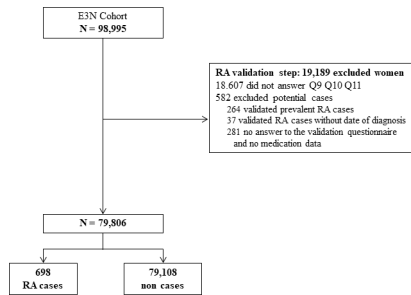 E3N Cohort
N = 98,995
RA validation step: 19,189 excluded women
18.607 did not answer Q9 Q10 Q11
582 excluded potential cases
264 validated prevalent RA cases
37 validated RA cases without date of diagnosis
281 no answer to the validation questionnaire
and no medication data
N = 79,806
698
RA cases
79,108
non cases